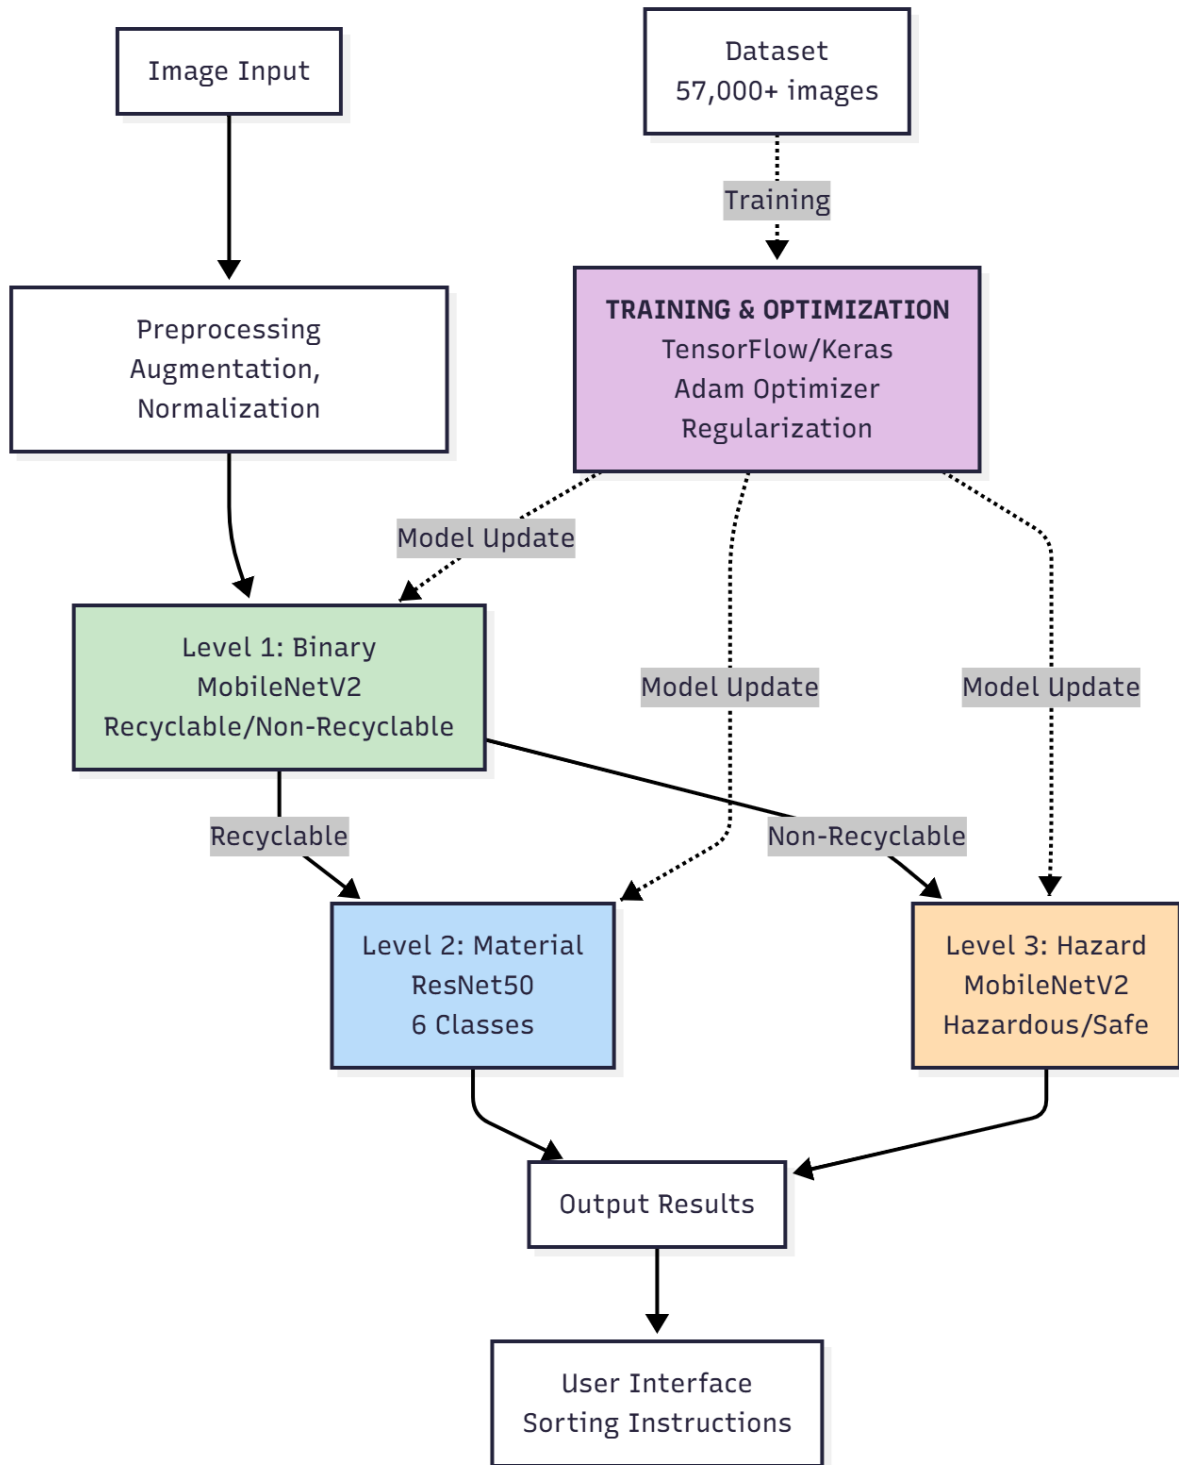 Image Input
Dataset
57,000+ images
Training
Preprocessing
Augmentation,
Normalization
TRAINING & OPTIMIZATION
TensorFlow/Keras
Adam Optimizer
Regularization
Model Update
Level 1: Binary
MobileNetV2
Recyclable/Non-Recyclable
Model Update
Model Update
Recyclable
Non-Recyclable
Level 2: Material
ResNet50
6 Classes
Level 3: Hazard
MobileNetV2
Hazardous/Safe
Output Results
User Interface
Sorting Instructions